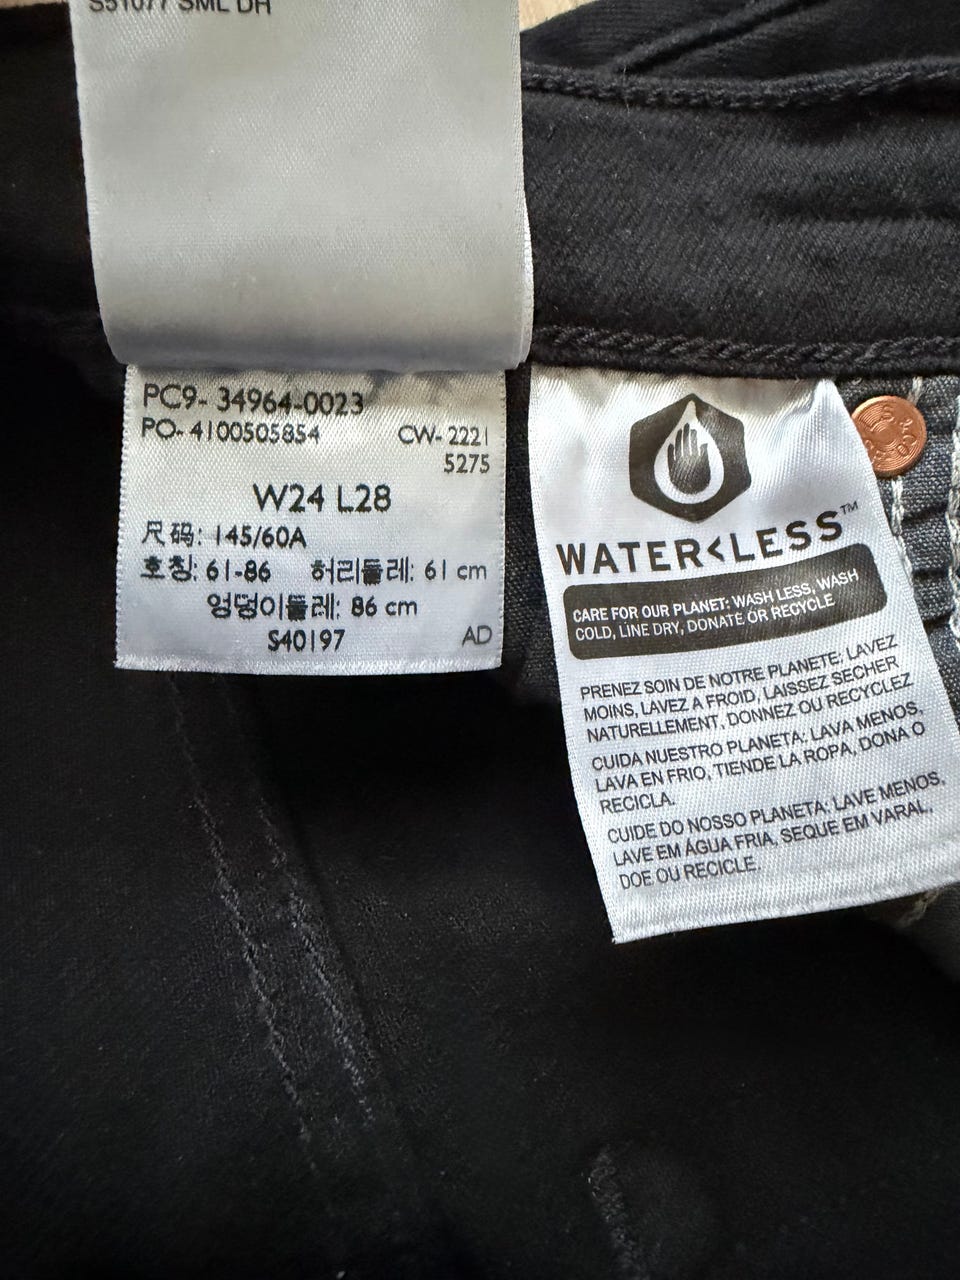 S51077 SML DH
PC9- 34964-0023
PO- 4100505854 CW- 2221
5275
W24 L28
尺码: 145/60A
호칭: 61-86 허리둘레: 61 cm
엉덩이둘레: 86 cm
S40197 AD
WATER<LESS™
CARE FOR OUR PLANET: WASH LESS, WASH
COLD, LINE DRY, DONATE OR RECYCLE
PRENEZ SOIN DE NOTRE PLANETE: LAVEZ
MOINS, LAVEZ A FROID, LAISSEZ SECHER
NATURELLEMENT, DONNEZ OU RECYCLEZ
CUIDA NUESTRO PLANETA: LAVA MENOS,
LAVA EN FRIO, TIENDE LA ROPA, DONA O
RECICLA.
CUIDE DO NOSSO PLANETA: LAVE MENOS,
LAVE EM ÁGUA FRIA, SEQUE EM VARAL,
DOE OU RECICLE.